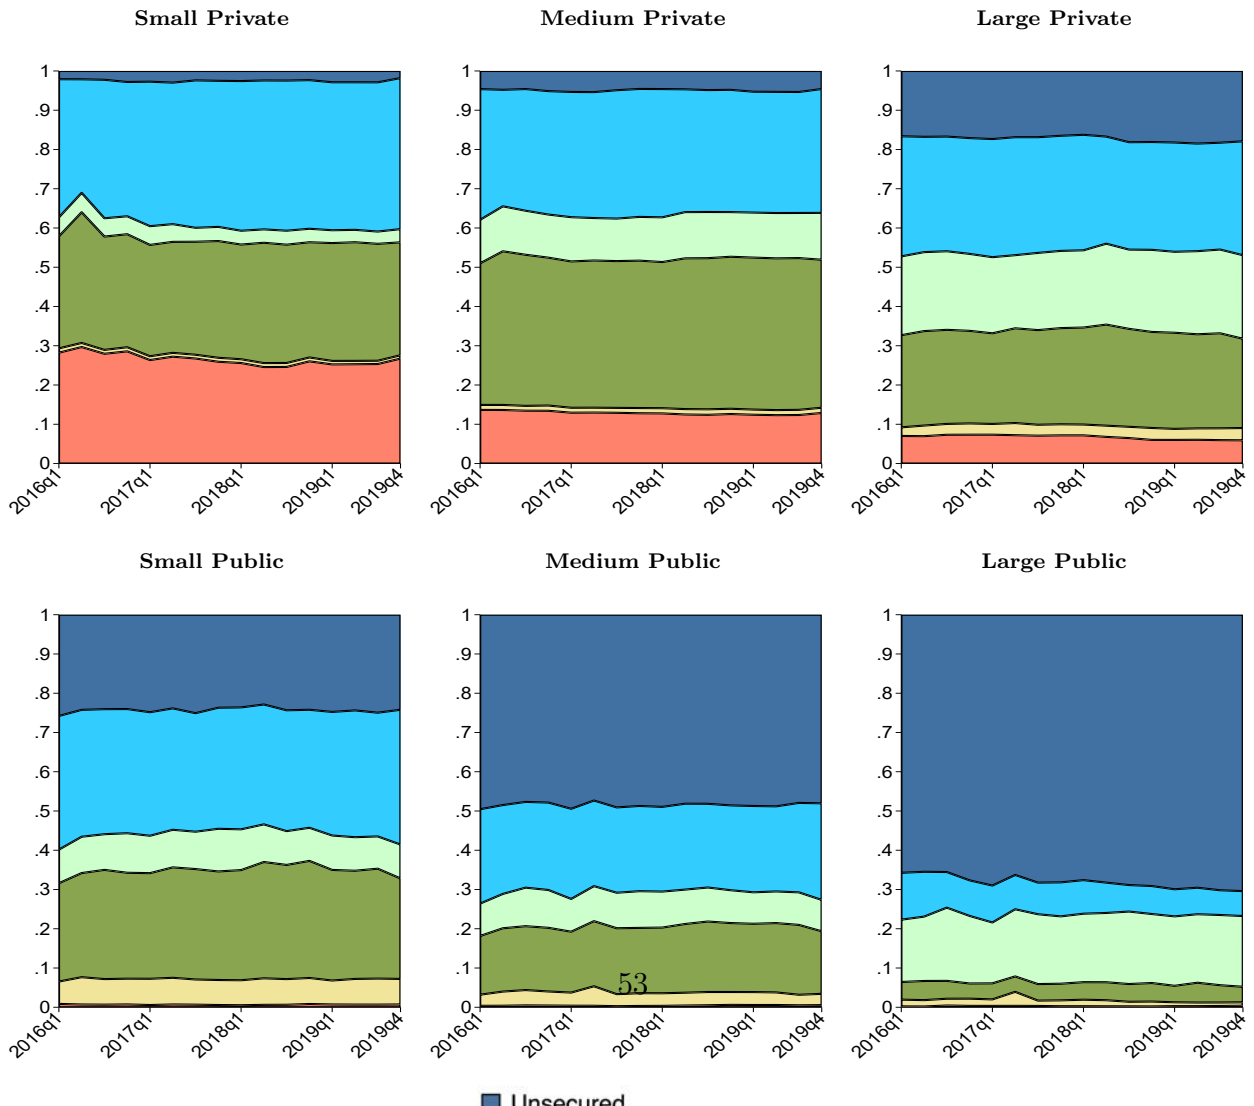 Small Private
Medium Private
Large Private
1
.9
.8
.7
.6
.5
.4
.3
.2
.1
0
2016q1
2017q1
2018q1
2019q1
2019q4
1
.9
.8
.7
.6
.5
.4
.3
.2
.1
0
2016q1
2017q1
2018q1
2019q1
2019q4
1
.9
.8
.7
.6
.5
.4
.3
.2
.1
0
2016q1
2017q1
2018q1
2019q1
2019q4
Small Public
Medium Public
Large Public
1
.9
.8
.7
.6
.5
.4
.3
.2
.1
0
2016q1
2017q1
2018q1
2019q1
2019q4
1
.9
.8
.7
.6
.5
.4
.3
.2
.1
0
2016q1
2017q1
2018q1
2019q1
2019q4
53
1
.9
.8
.7
.6
.5
.4
.3
.2
.1
0
2016q1
2017q1
2018q1
2019q1
2019q4
Unsecured